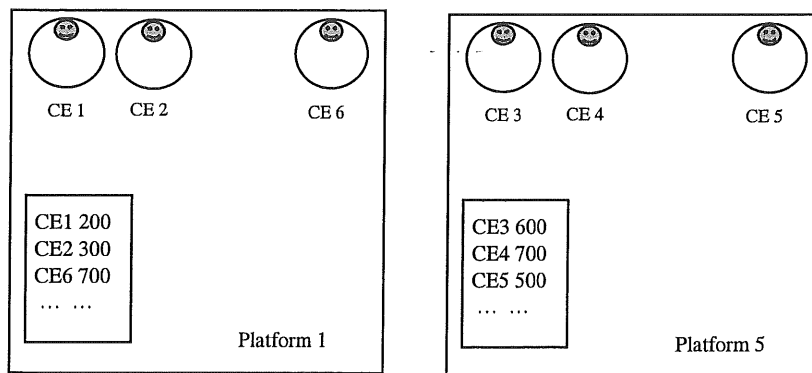 CE 1 CE 2 CE 6
CE1 200
CE2 300
CE6 700
... ...
Platform 1
CE 3 CE 4 CE 5
CE3 600
CE4 700
CE5 500
... ...
Platform 5